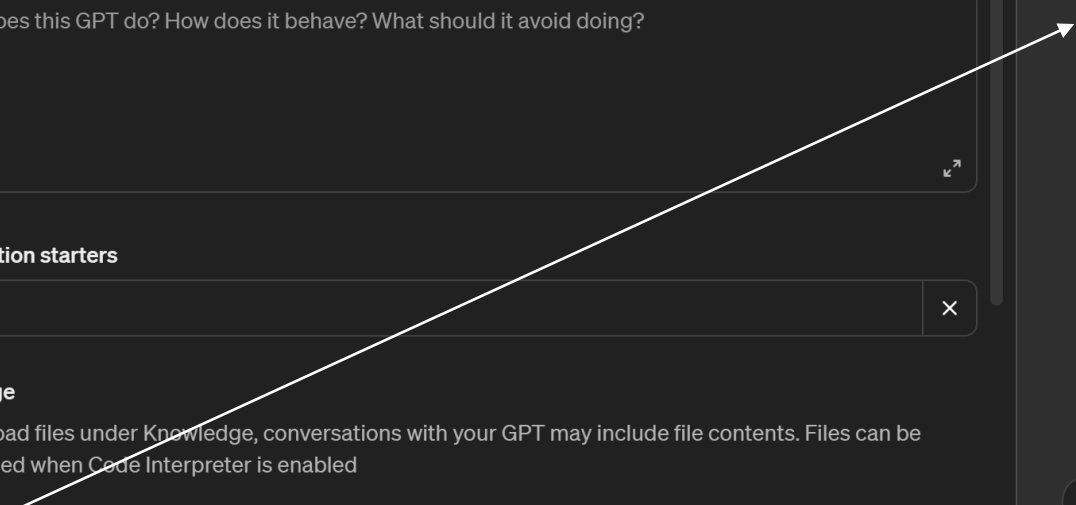 oes this GPT do? How does it behave? What should it avoid doing?
tion starters
ge
oad files under Knowledge, conversations with your GPT may include file contents. Files can be
ed when Code Interpreter is enabled